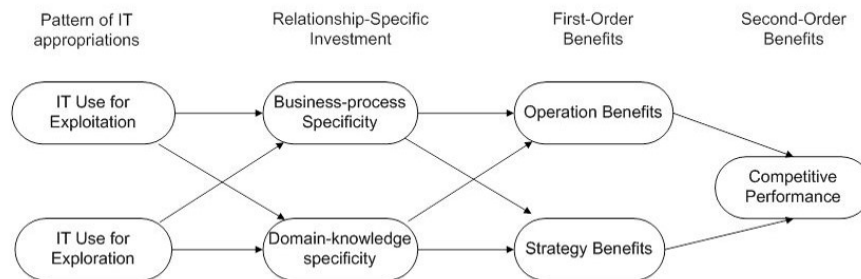 Pattern of IT
appropriations
Relationship-Specific
Investment
First-Order
Benefits
Second-Order
Benefits
IT Use for
Exploitation
Business-process
Specificity
Operation Benefits
Competitive
Performance
IT Use for
Exploration
Domain-knowledge
specificity
Strategy Benefits